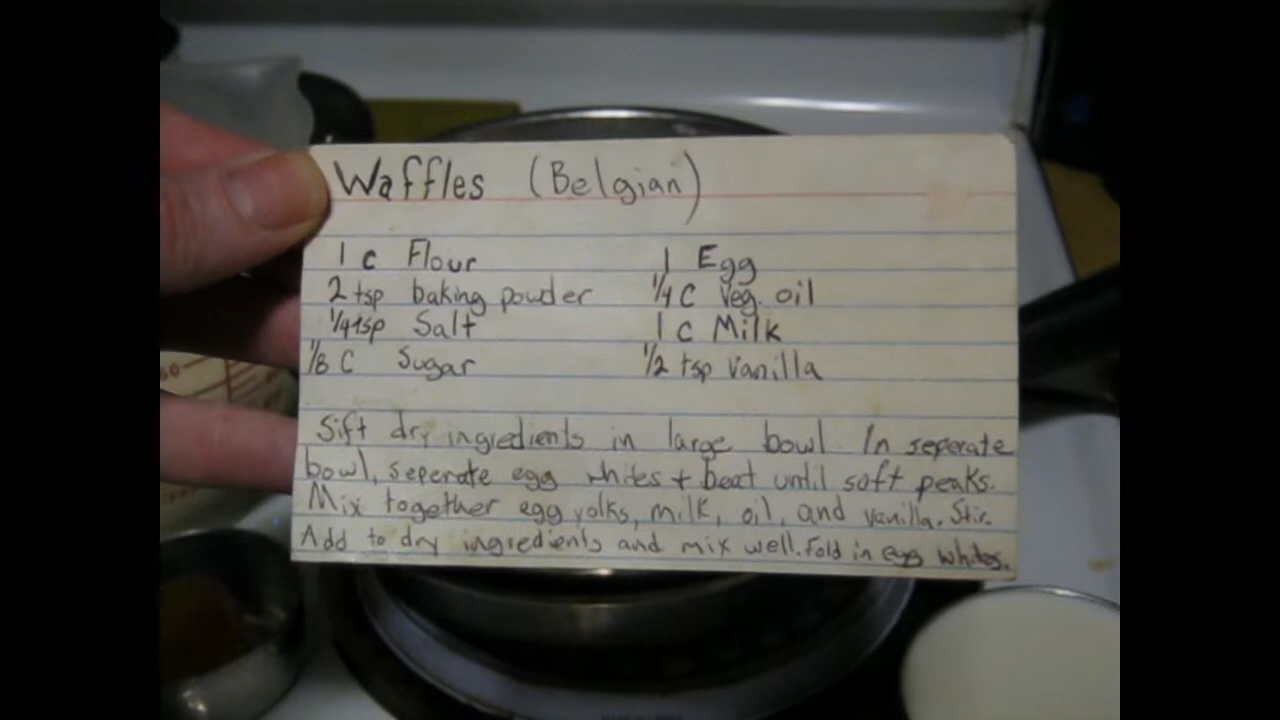 Waffles (Belgian)
1 c Flour
2 tsp baking powder
1/4 tsp Salt
1/8 C Sugar
1 Egg
1/4 C Veg. oil
1 c Milk
1/2 tsp Vanilla
Sift dry ingredients in large bowl. In seperate
bowl, seperate egg whites + beat until soft peaks.
Mix together egg yolks, milk, oil, and vanilla. Stir.
Add to dry ingredients and mix well. Fold in egg whites.